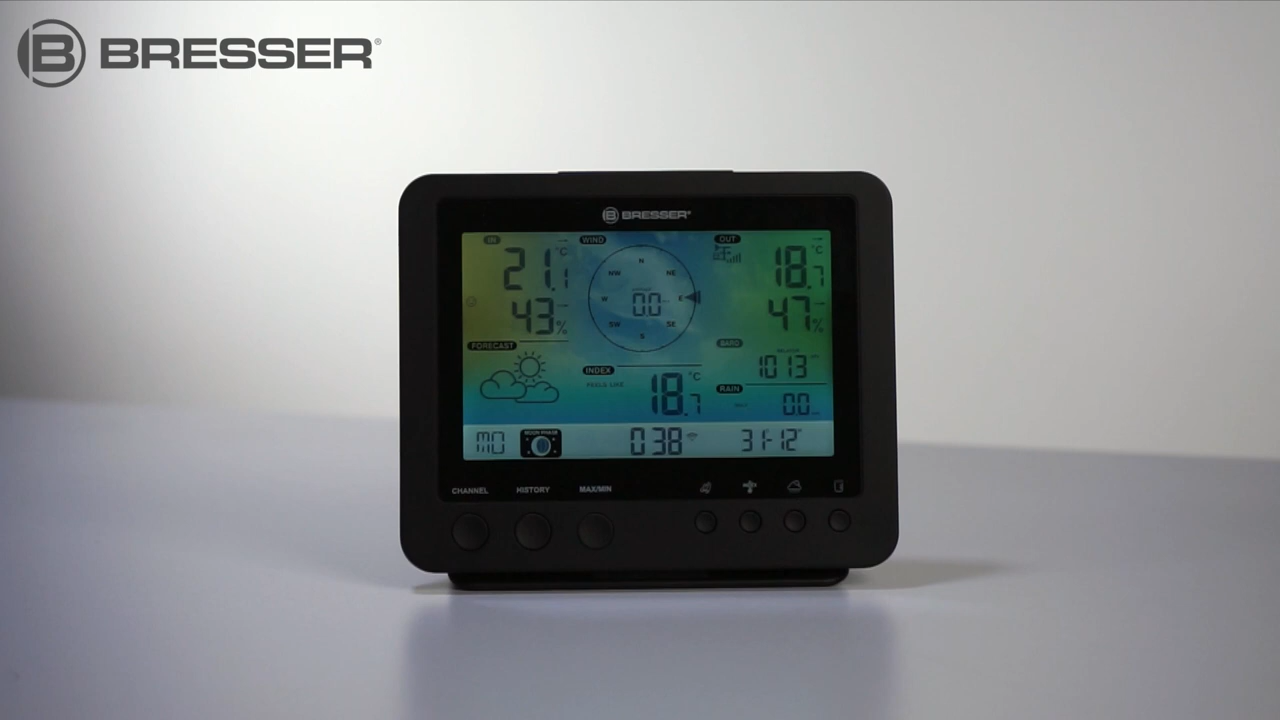 BRESSER®
BRESSER®
IN
21.1 °C
43 %
WIND
N
NW NE
W E
SW SE
S
0.0
OUT
18.7 °C
47 %
FORECAST
INDEX
FEELS LIKE
18.7 °C
BARO
1013
RAIN
0.0
MO
MOON PHASE
0:38
31-12
CHANNEL HISTORY MAX/MIN